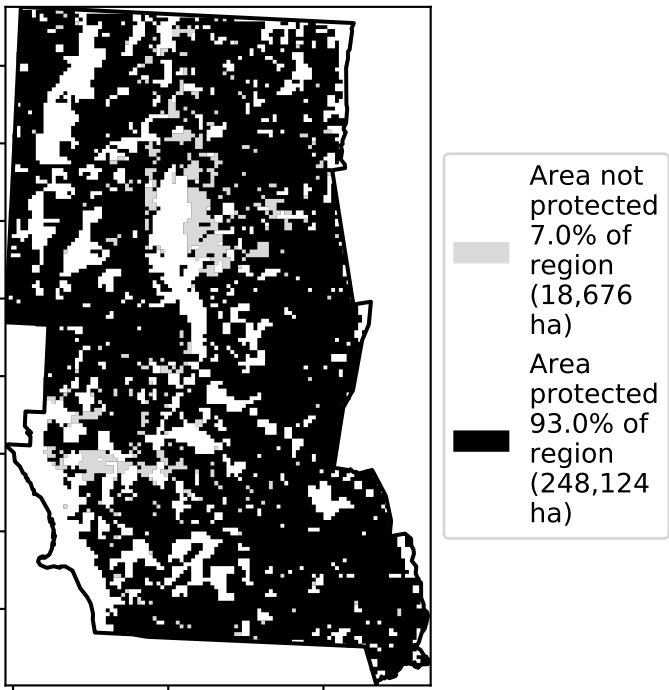 Area not
protected
7.0% of
region
(18,676
ha)
Area
protected
93.0% of
region
(248,124
ha)